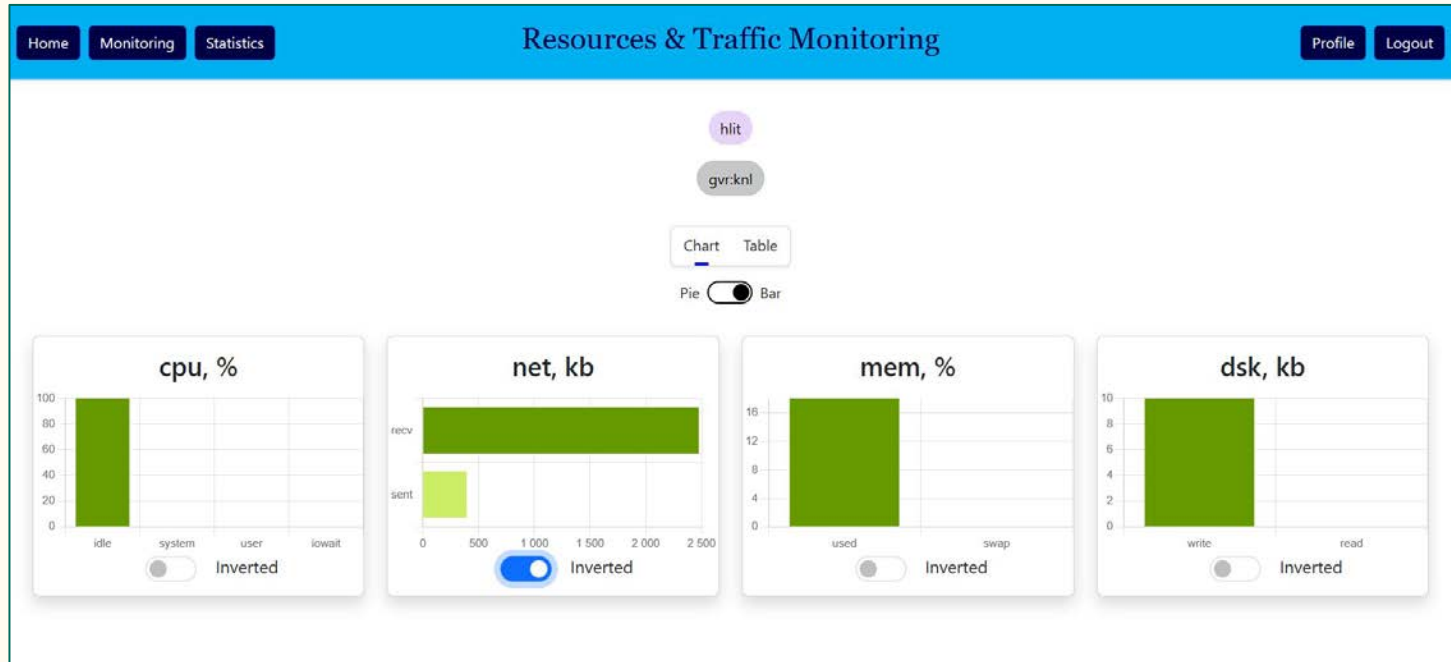 Home Monitoring Statistics Resources & Traffic Monitoring Profile Logout
hlit
gvr:knl
Chart Table
Pie Bar
cpu, %
100
80
60
40
20
0
idle system user iowait
Inverted
net, kb
recv
sent
0 500 1 000 1 500 2 000 2 500
Inverted
mem, %
16
12
8
4
0
used swap
Inverted
dsk, kb
10
8
6
4
2
0
write read
Inverted